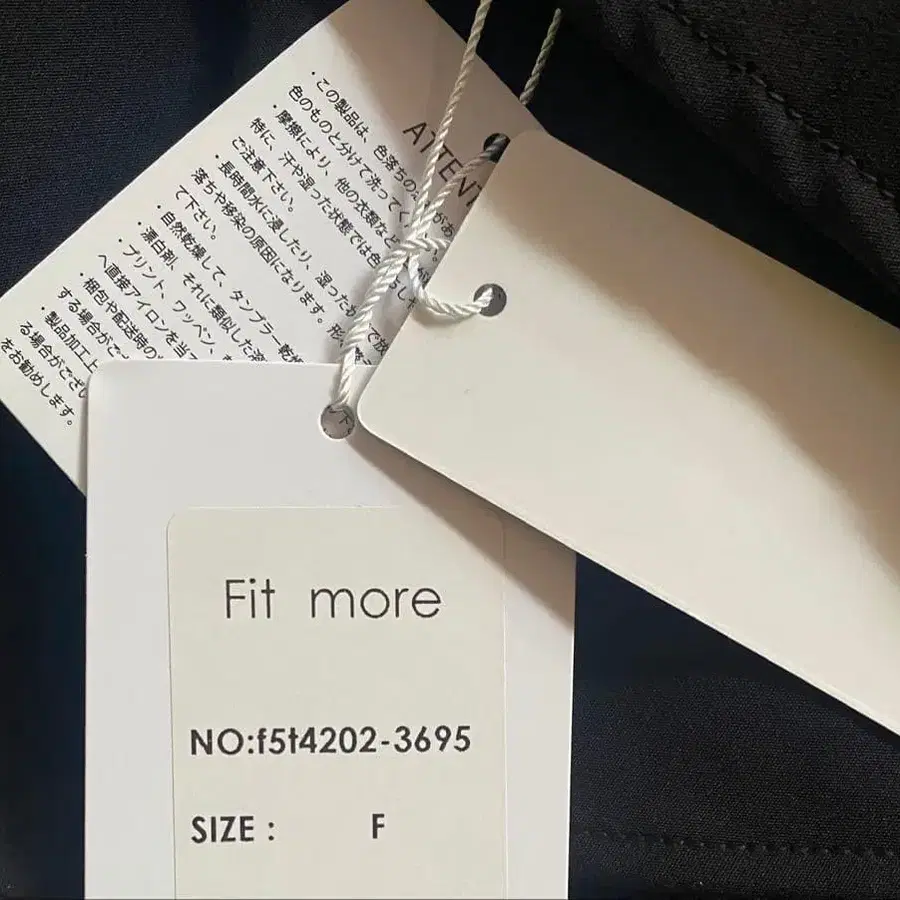 ATTENT
・この製品は 色落ちの
色のものと分けて洗ってく
・摩擦により、他の衣類など
特に、汗や湿った状態では色
ご注意下さい。
・長時間水に浸したり、湿った
落ちや移染の原因になります。形
て下さい。
・自然乾燥して、タンブラー乾燥
・漂白剤、それに類似した溶
・プリント、ワッペン、
へ直接アイロンを当て
・梱包や配送時の
する場合がご
・製品加工上
る場合がござい
をお勧めします。
Fit more
NO:f5t4202-3695
SIZE : F